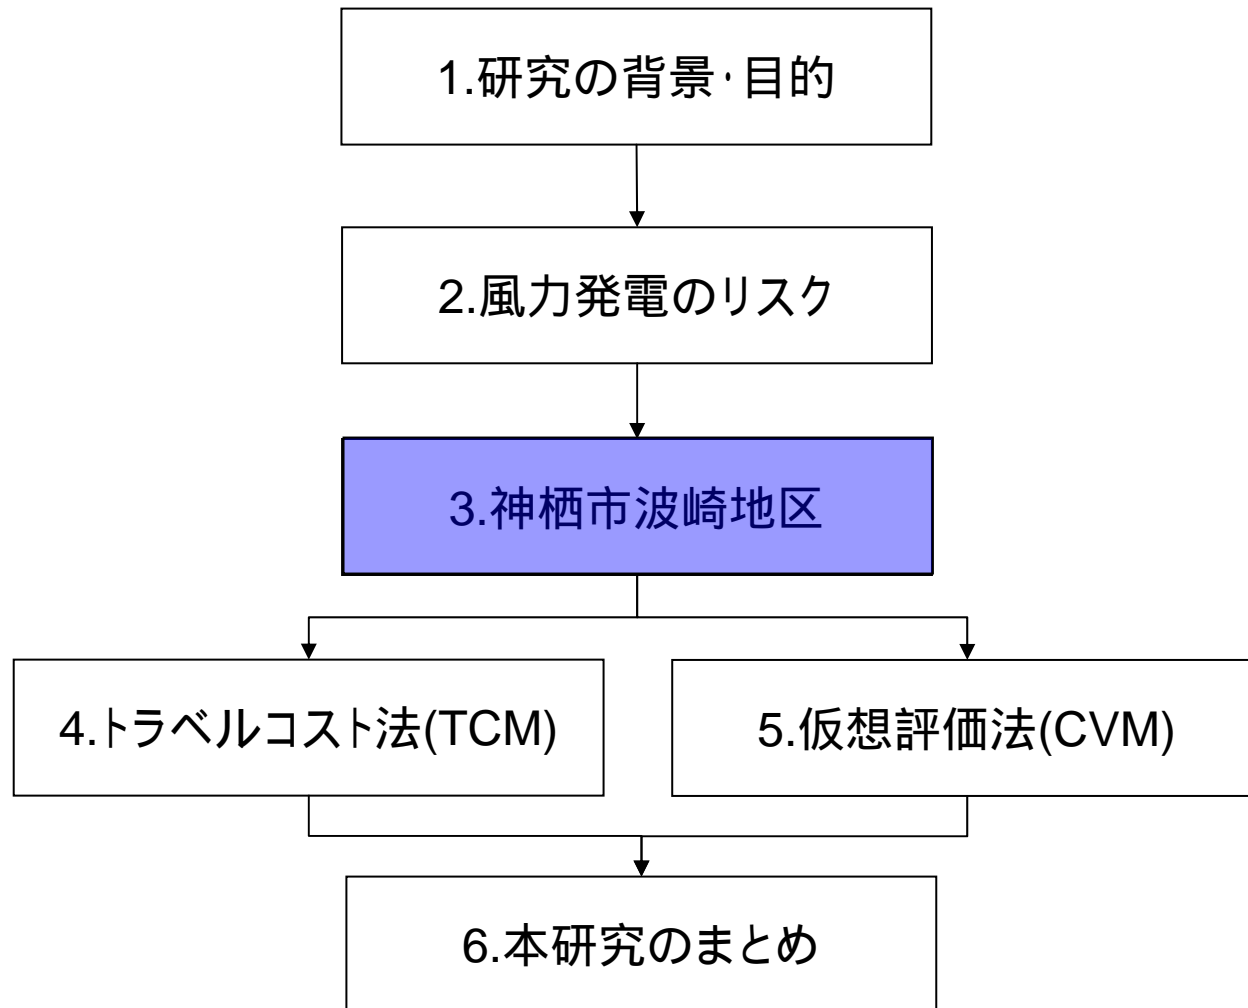 1.研究の背景･目的
2.風力発電のリスク
3.神栖市波崎地区
4.トラベルコスト法(TCM)
5.仮想評価法(CVM)
6.本研究のまとめ